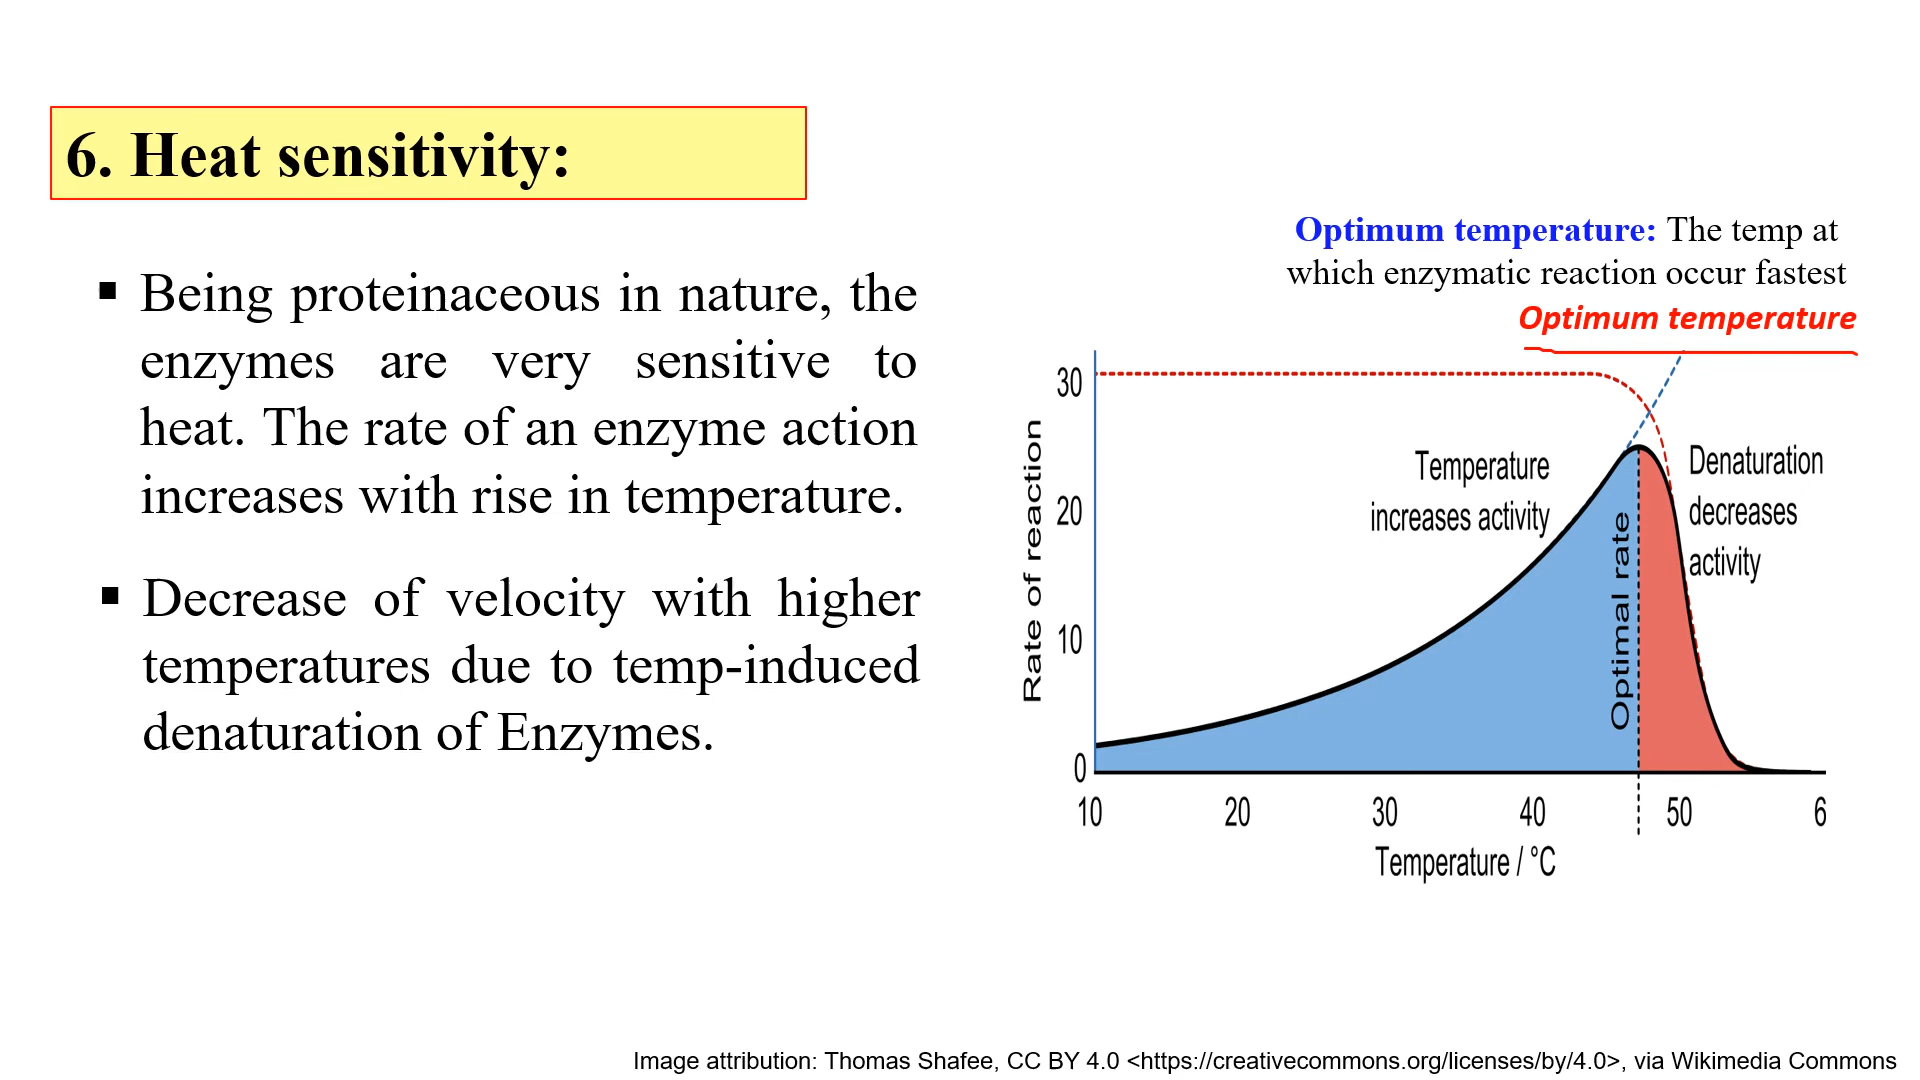 6. Heat sensitivity:
▪ Being proteinaceous in nature, the
enzymes are very sensitive to
heat. The rate of an enzyme action
increases with rise in temperature.
▪ Decrease of velocity with higher
temperatures due to temp-induced
denaturation of Enzymes.
Optimum temperature: The temp at
which enzymatic reaction occur fastest
Optimum temperature
30
20
10
0
Rate of reaction
Temperature
increases activity
Optimal rate
Denaturation
decreases
activity
10 20 30 40 50 6
Temperature / °C
Image attribution: Thomas Shafee, CC BY 4.0 <https://creativecommons.org/licenses/by/4.0>, via Wikimedia Commons